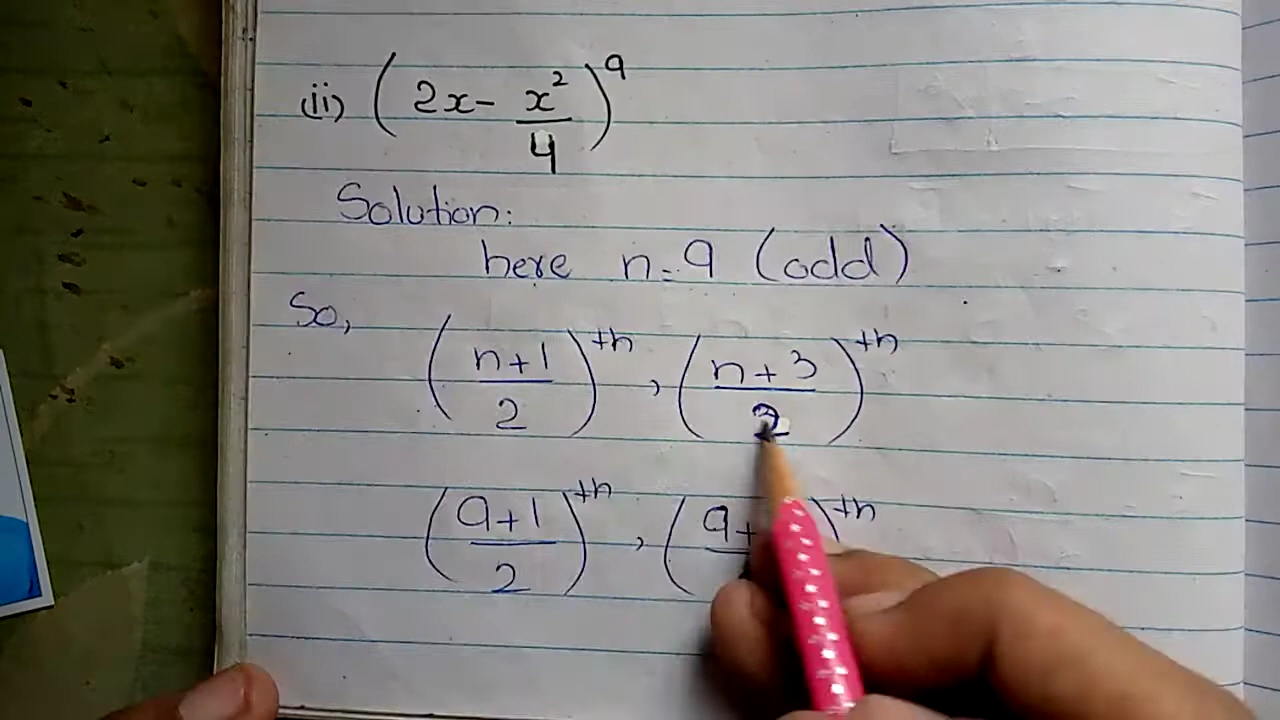 (ii) (2x - x²/4)⁹
Solution:
here n = 9 (odd)
So,
((n+1)/2)ᵗʰ, ((n+3)/2)ᵗʰ
((9+1)/2)ᵗʰ, (9+ )ᵗʰ